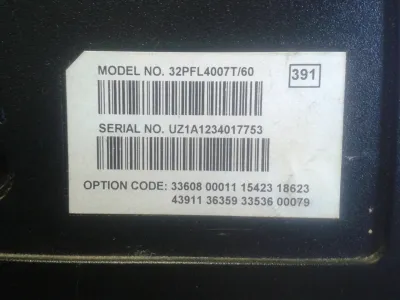 MODEL NO. 32PFL4007T/60
391
SERIAL NO. UZ1A1234017753
OPTION CODE: 33608 00011 15423 18623
43911 36359 33536 00079